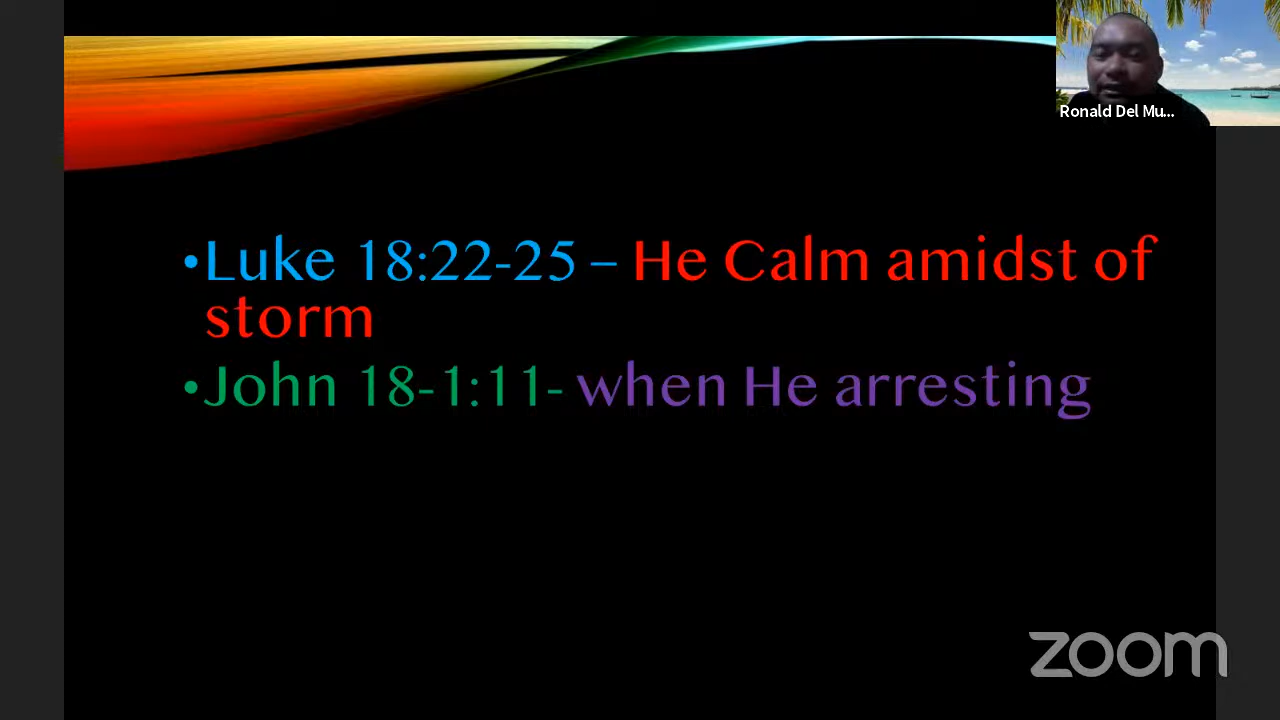 Ronald Del Mu...
•Luke 18:22-25 – He Calm amidst of
storm
•John 18-1:11- when He arresting
zoom